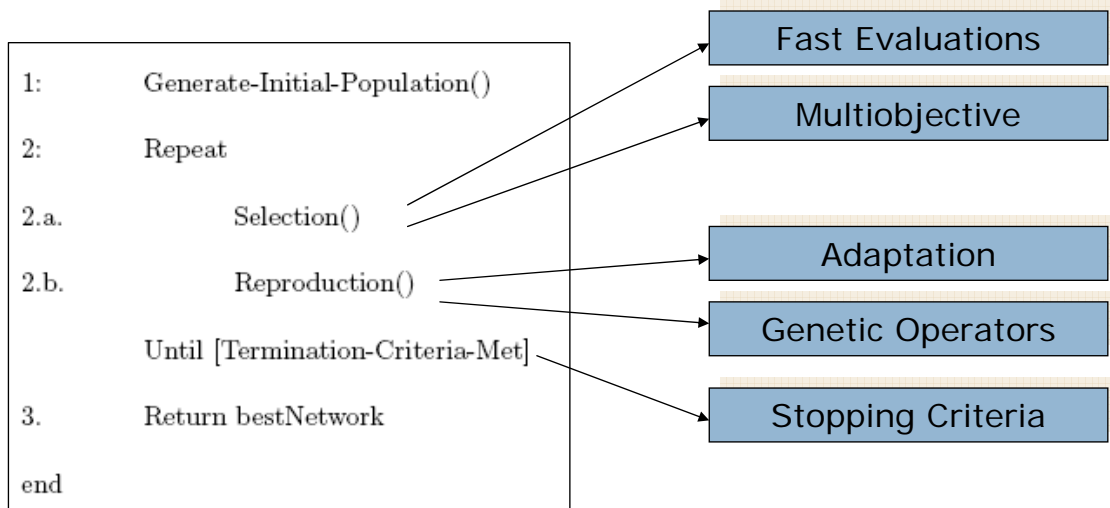 1: Generate-Initial-Population()
2: Repeat
2.a. Selection()
2.b. Reproduction()
Until [Termination-Criteria-Met]
3. Return bestNetwork
end
Fast Evaluations
Multiobjective
Adaptation
Genetic Operators
Stopping Criteria